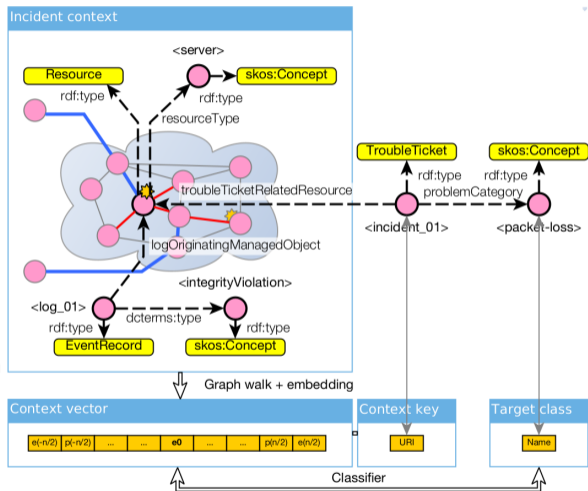 Incident context
<server>
Resource
skos:Concept
rdf:type
rdf:type
resourceType
TroubleTicket
skos:Concept
rdf:type
rdf:type
troubleTicketRelatedResource
problemCategory
<incident_01>
<packet-loss>
logOriginatingManagedObject
<integrityViolation>
<log_01>
dcterms:type
rdf:type
rdf:type
EventRecord
skos:Concept
Graph walk + embedding
Context vector
Context key
Target class
e(-n/2) p(-n/2) ... ... e0 ... ... p(n/2) e(n/2)
URI
Name
Classifier